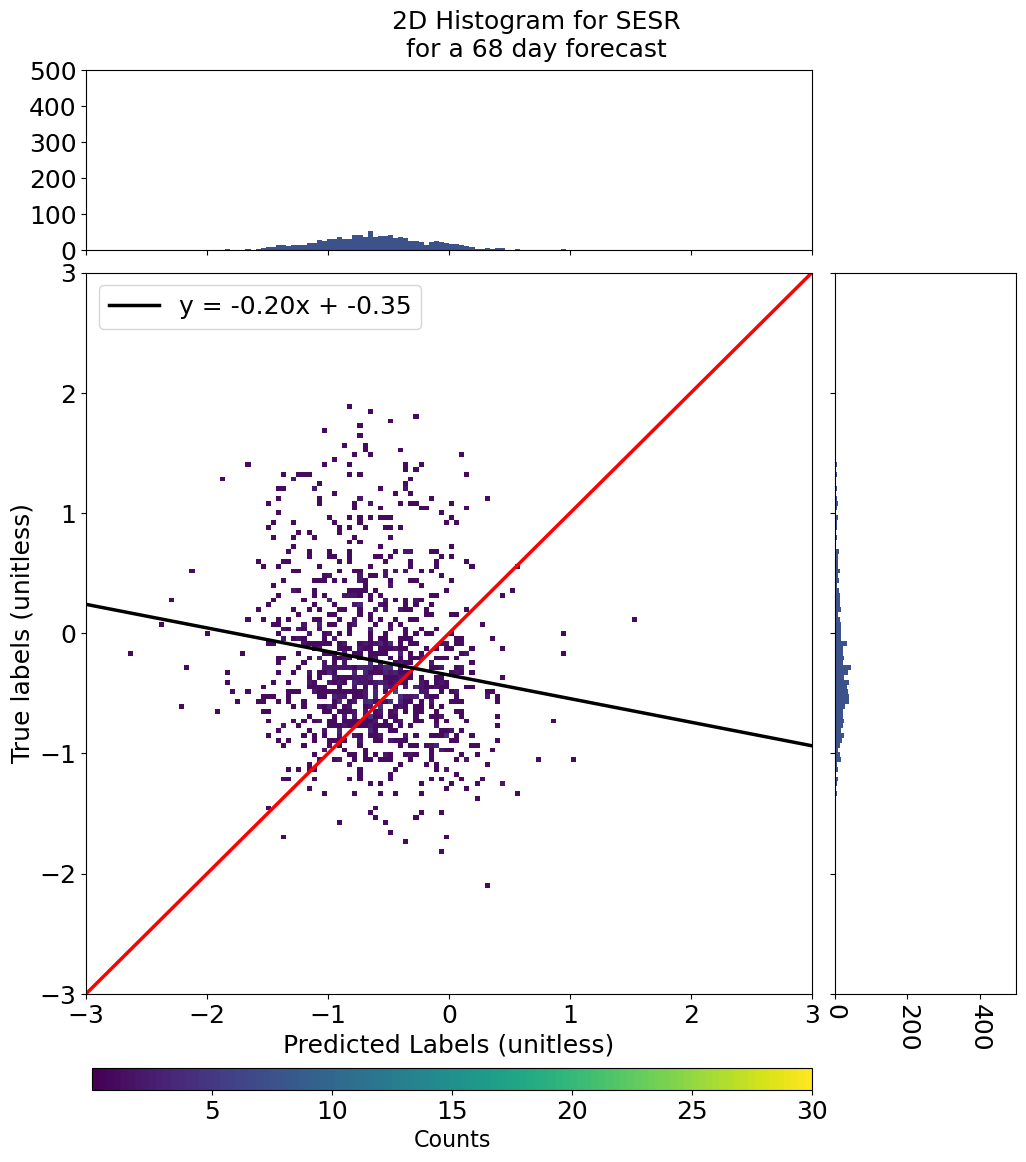 2D Histogram for SESR
for a 68 day forecast
500
400
300
200
100
0
3
2
1
0
−1
−2
−3
True labels (unitless)
y = -0.20x + -0.35
−3 −2 −1 0 1 2 3
Predicted Labels (unitless)
0 200 400
5 10 15 20 25 30
Counts